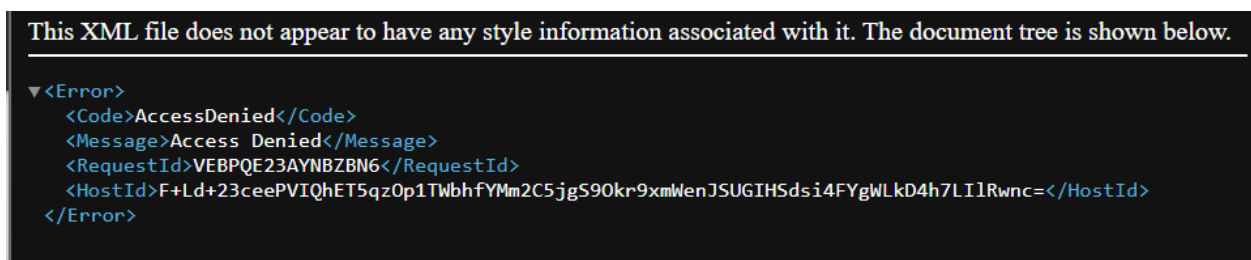 This XML file does not appear to have any style information associated with it. The document tree is shown below.
▼<Error>
<Code>AccessDenied</Code>
<Message>Access Denied</Message>
<RequestId>VEBPQE23AYNBZBN6</RequestId>
<HostId>F+Ld+23ceePVIQhET5qzOp1TWbhfYMm2C5jgS9Okr9xmWenJSUGIHSdsi4FYgWLkD4h7LIlRwnc=</HostId>
</Error>